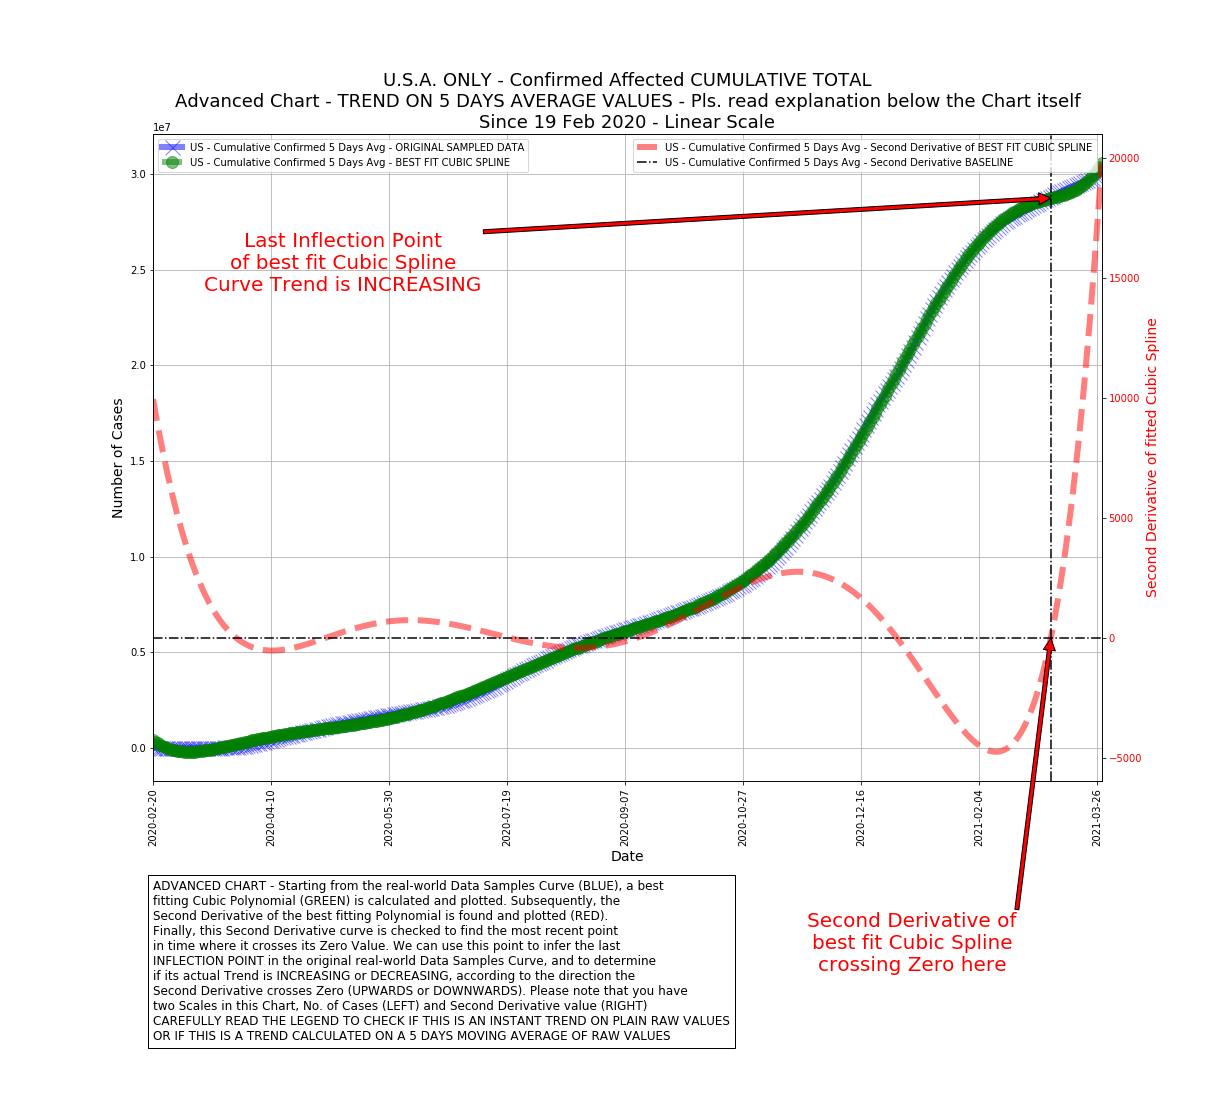 U.S.A. ONLY - Confirmed Affected CUMULATIVE TOTAL
Advanced Chart - TREND ON 5 DAYS AVERAGE VALUES - Pls. read explanation below the Chart itself
Since 19 Feb 2020 - Linear Scale
1e7
US - Cumulative Confirmed 5 Days Avg - ORIGINAL SAMPLED DATA
US - Cumulative Confirmed 5 Days Avg - BEST FIT CUBIC SPLINE
US - Cumulative Confirmed 5 Days Avg - Second Derivative of BEST FIT CUBIC SPLINE
US - Cumulative Confirmed 5 Days Avg - Second Derivative BASELINE
Last Inflection Point
of best fit Cubic Spline
Curve Trend is INCREASING
Number of Cases
3.0
2.5
2.0
1.5
1.0
0.5
0.0
20000
15000
10000
5000
0
−5000
Second Derivative of fitted Cubic Spline
2020-02-20
2020-04-10
2020-05-30
2020-07-19
2020-09-07
2020-10-27
2020-12-16
2021-02-04
2021-03-26
Date
ADVANCED CHART - Starting from the real-world Data Samples Curve (BLUE), a best
fitting Cubic Polynomial (GREEN) is calculated and plotted. Subsequently, the
Second Derivative of the best fitting Polynomial is found and plotted (RED).
Finally, this Second Derivative curve is checked to find the most recent point
in time where it crosses its Zero Value. We can use this point to infer the last
INFLECTION POINT in the original real-world Data Samples Curve, and to determine
if its actual Trend is INCREASING or DECREASING, according to the direction the
Second Derivative crosses Zero (UPWARDS or DOWNWARDS). Please note that you have
two Scales in this Chart, No. of Cases (LEFT) and Second Derivative value (RIGHT)
CAREFULLY READ THE LEGEND TO CHECK IF THIS IS AN INSTANT TREND ON PLAIN RAW VALUES
OR IF THIS IS A TREND CALCULATED ON A 5 DAYS MOVING AVERAGE OF RAW VALUES
Second Derivative of
best fit Cubic Spline
crossing Zero here